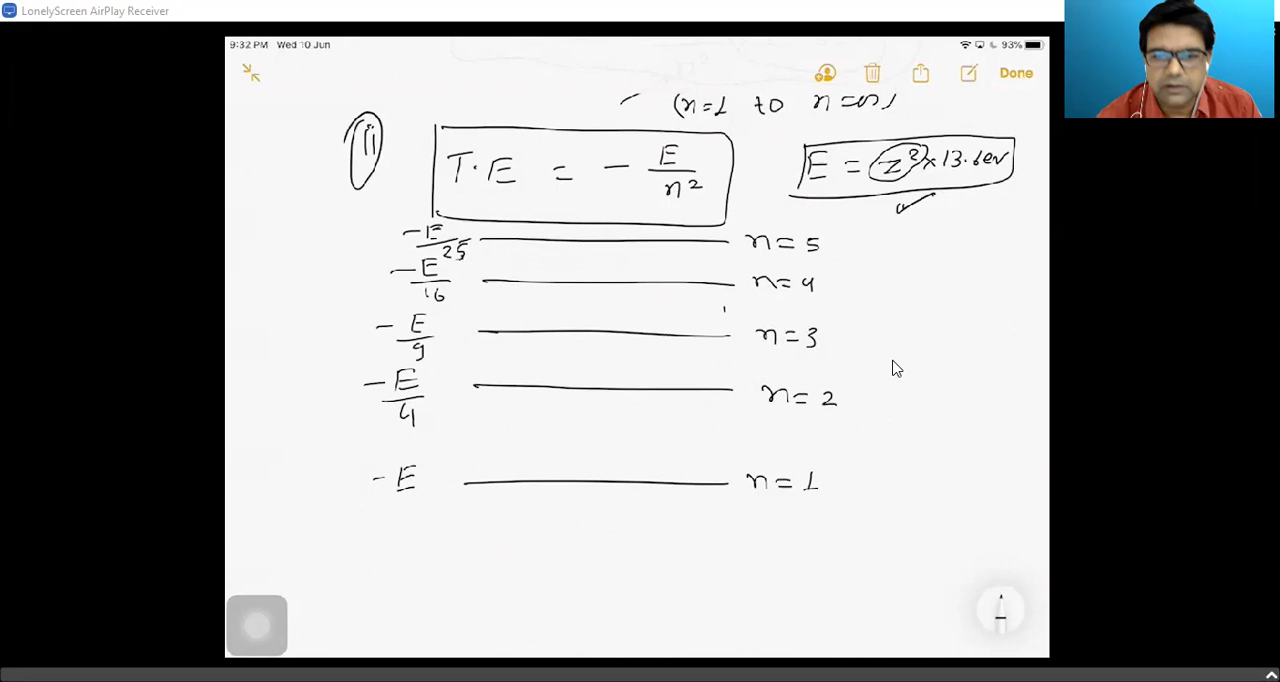 LonelyScreen AirPlay Receiver
9:32 PM Wed 10 Jun 93%
Done
(n=1 to n=∞)
ii
T.E = - E/n²
E = z² × 13.6eV
-E/25 n=5
-E/16 n=4
-E/9 n=3
-E/4 n=2
-E n=1